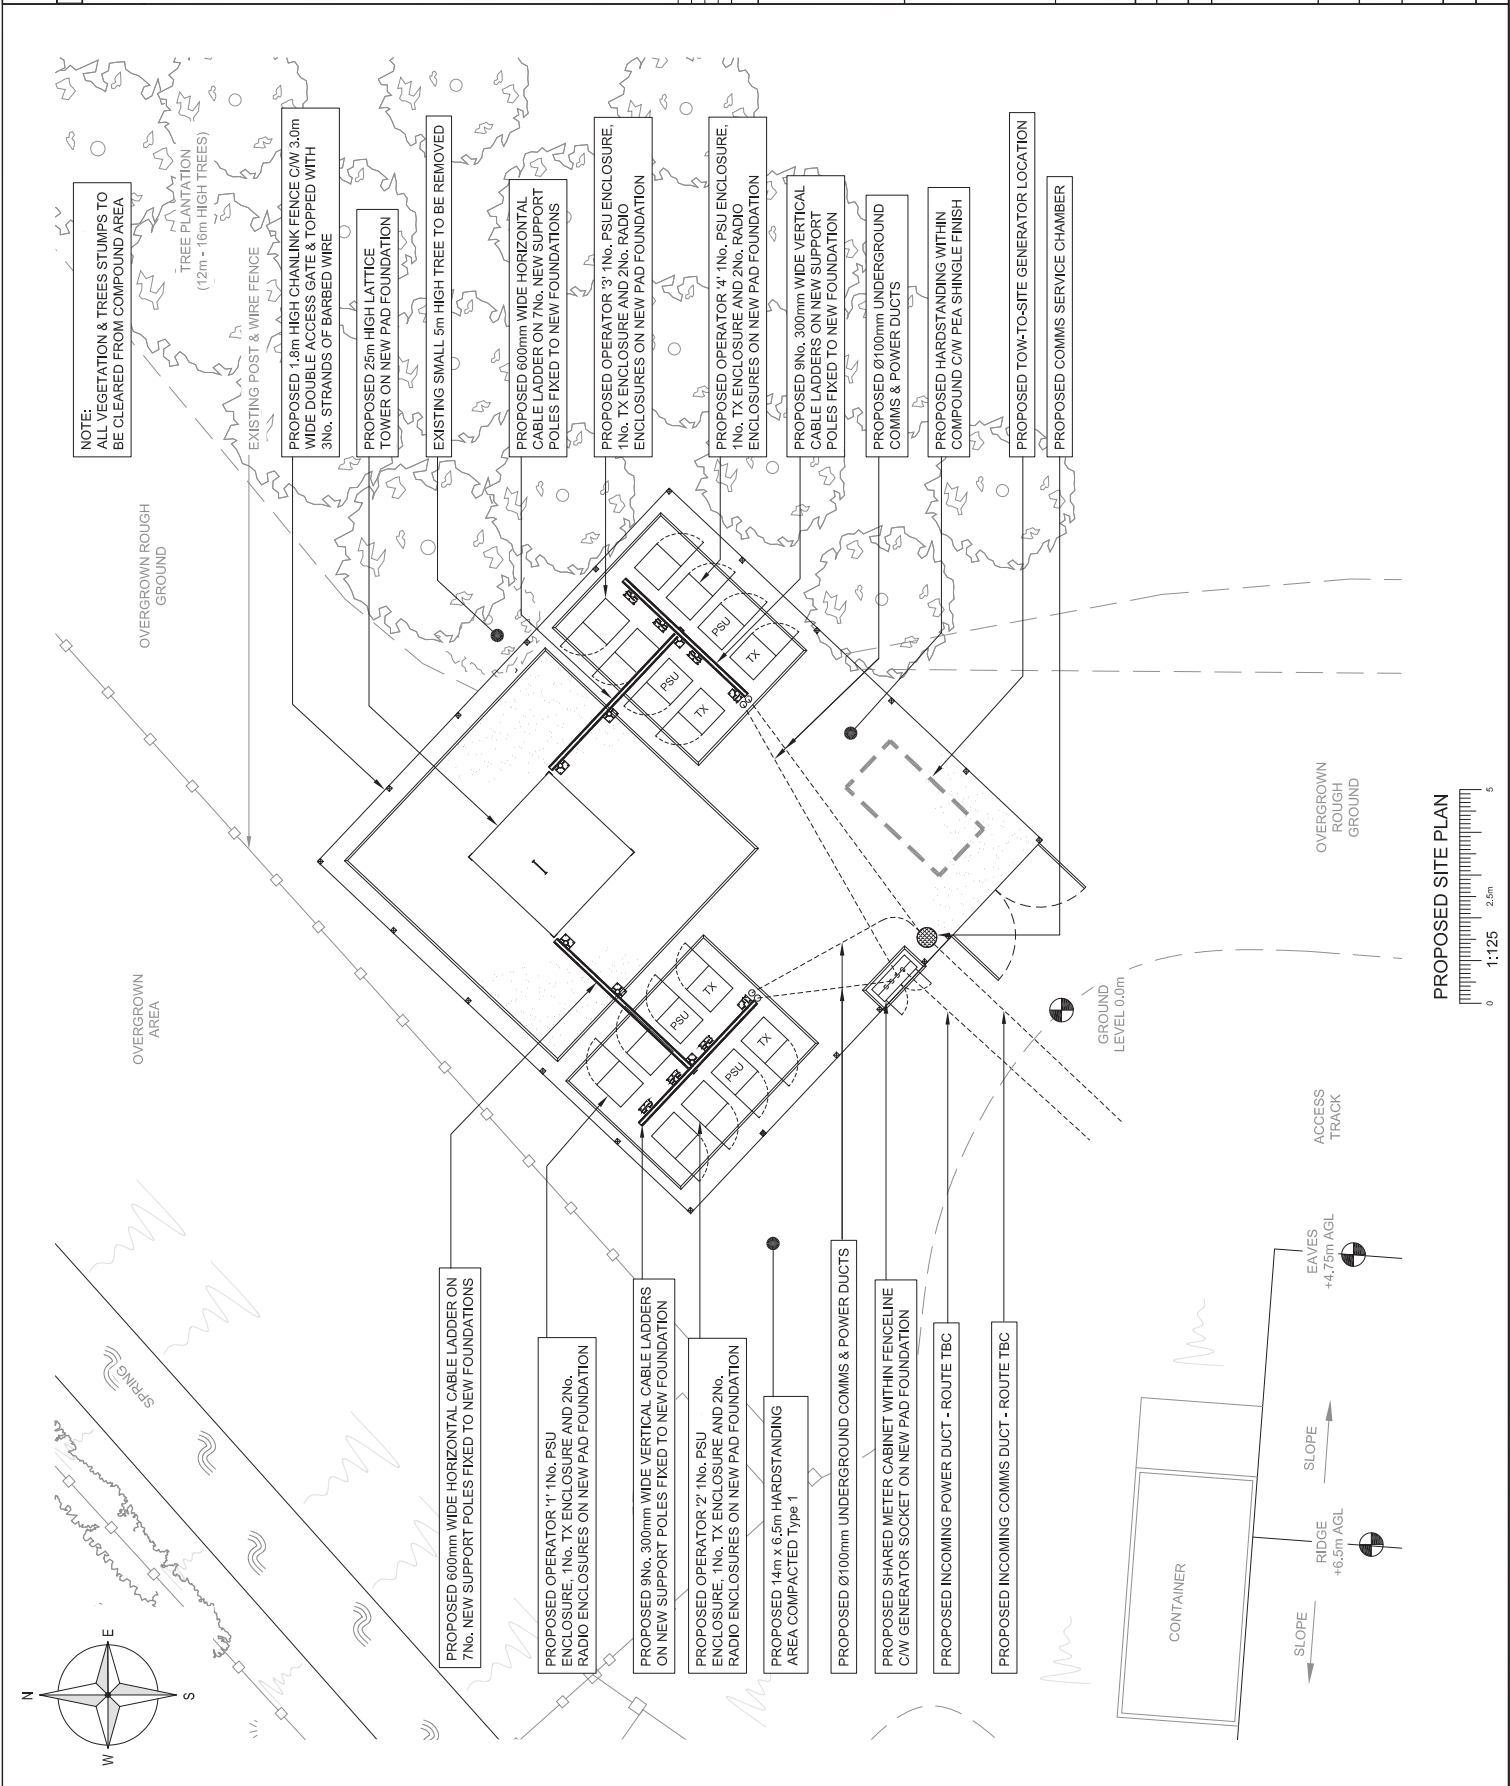 NOTE:
ALL VEGETATION & TREES STUMPS TO
BE CLEARED FROM COMPOUND AREA
TREE PLANTATION
(12m - 16m HIGH TREES)
OVERGROWN ROUGH
GROUND
EXISTING POST & WIRE FENCE
PROPOSED 1.8m HIGH CHANLINK FENCE C/W 3.0m
WIDE DOUBLE ACCESS GATE & TOPPED WITH
3No. STRANDS OF BARBED WIRE
PROPOSED 25m HIGH LATTICE
TOWER ON NEW PAD FOUNDATION
EXISTING SMALL 5m HIGH TREE TO BE REMOVED
PROPOSED 600mm WIDE HORIZONTAL
CABLE LADDER ON 7No. NEW SUPPORT
POLES FIXED TO NEW FOUNDATIONS
PROPOSED OPERATOR '3' 1No. PSU ENCLOSURE,
1No. TX ENCLOSURE AND 2No. RADIO
ENCLOSURES ON NEW PAD FOUNDATION
PROPOSED OPERATOR '4' 1No. PSU ENCLOSURE,
1No. TX ENCLOSURE AND 2No. RADIO
ENCLOSURES ON NEW PAD FOUNDATION
PROPOSED 9No. 300mm WIDE VERTICAL
CABLE LADDERS ON NEW SUPPORT
POLES FIXED TO NEW FOUNDATION
PROPOSED Ø100mm UNDERGROUND
COMMS & POWER DUCTS
PROPOSED HARDSTANDING WITHIN
COMPOUND C/W PEA SHINGLE FINISH
PROPOSED TOW-TO-SITE GENERATOR LOCATION
PROPOSED COMMS SERVICE CHAMBER
OVERGROWN
AREA
PSU
TX
PSU
TX
TX
PSU
TX
PSU
OVERGROWN
ROUGH
GROUND
GROUND
LEVEL 0.0m
ACCESS
TRACK
PROPOSED 600mm WIDE HORIZONTAL CABLE LADDER ON
7No. NEW SUPPORT POLES FIXED TO NEW FOUNDATIONS
PROPOSED OPERATOR '1' 1No. PSU
ENCLOSURE, 1No. TX ENCLOSURE AND 2No.
RADIO ENCLOSURES ON NEW PAD FOUNDATION
PROPOSED 9No. 300mm WIDE VERTICAL CABLE LADDERS
ON NEW SUPPORT POLES FIXED TO NEW FOUNDATION
PROPOSED OPERATOR '2' 1No. PSU
ENCLOSURE, 1No. TX ENCLOSURE AND 2No.
RADIO ENCLOSURES ON NEW PAD FOUNDATION
PROPOSED 14m x 6.5m HARDSTANDING
AREA COMPACTED Type 1
PROPOSED Ø100mm UNDERGROUND COMMS & POWER DUCTS
PROPOSED SHARED METER CABINET WITHIN FENCELINE
C/W GENERATOR SOCKET ON NEW PAD FOUNDATION
PROPOSED INCOMING POWER DUCT - ROUTE TBC
PROPOSED INCOMING COMMS DUCT - ROUTE TBC
SPRING
N
E
S
W
EAVES
+4.75m AGL
RIDGE
+6.5m AGL
SLOPE
SLOPE
CONTAINER
PROPOSED SITE PLAN
0
2.5m
5
1:125